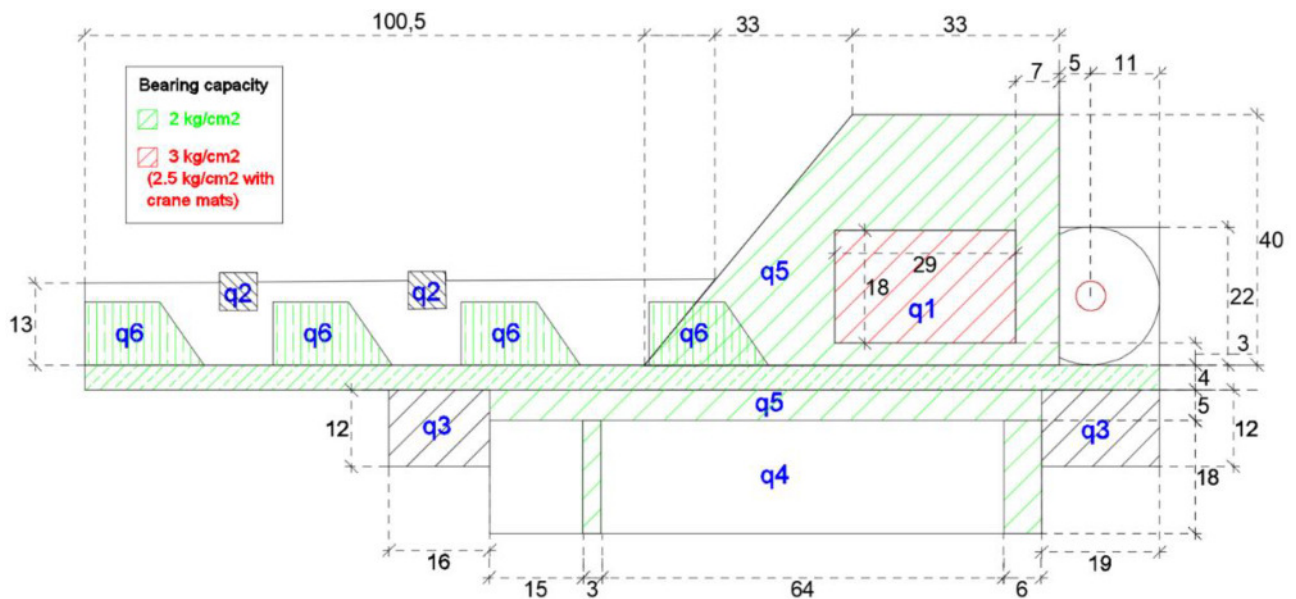 100,5
33
33
7
5
11
Bearing capacity
2 kg/cm2
3 kg/cm2
(2.5 kg/cm2 with
crane mats)
40
q5
29
18
q1
22
q2
q2
13
q6
q6
q6
q6
3
4
q5
5
12
q3
q3
12
q4
18
16
15
3
64
6
19